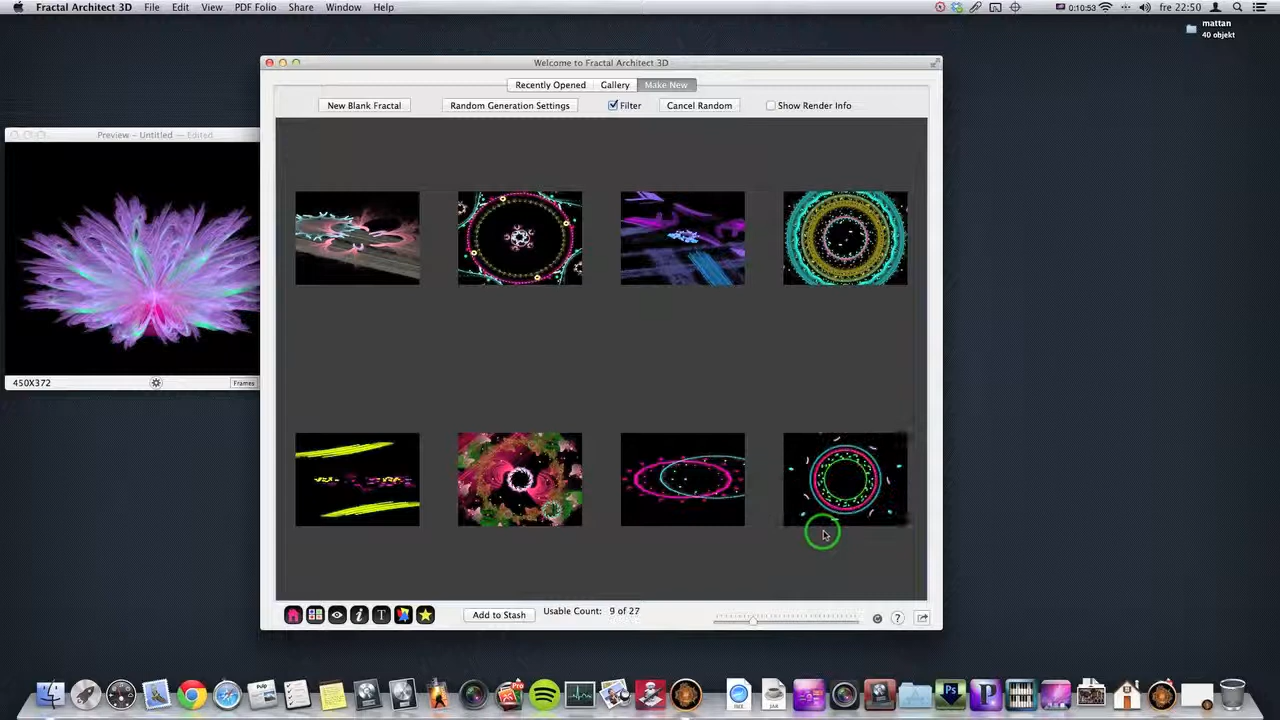 Fractal Architect 3D File Edit View PDF Folio Share Window Help 0:10:53 fre 22:50
mattan
40 objekt
Welcome to Fractal Architect 3D
Recently Opened Gallery Make New
New Blank Fractal Random Generation Settings Filter Cancel Random Show Render Info
Preview – Untitled — Edited
450X372 Frames
Add to Stash Usable Count: 9 of 27
Ps